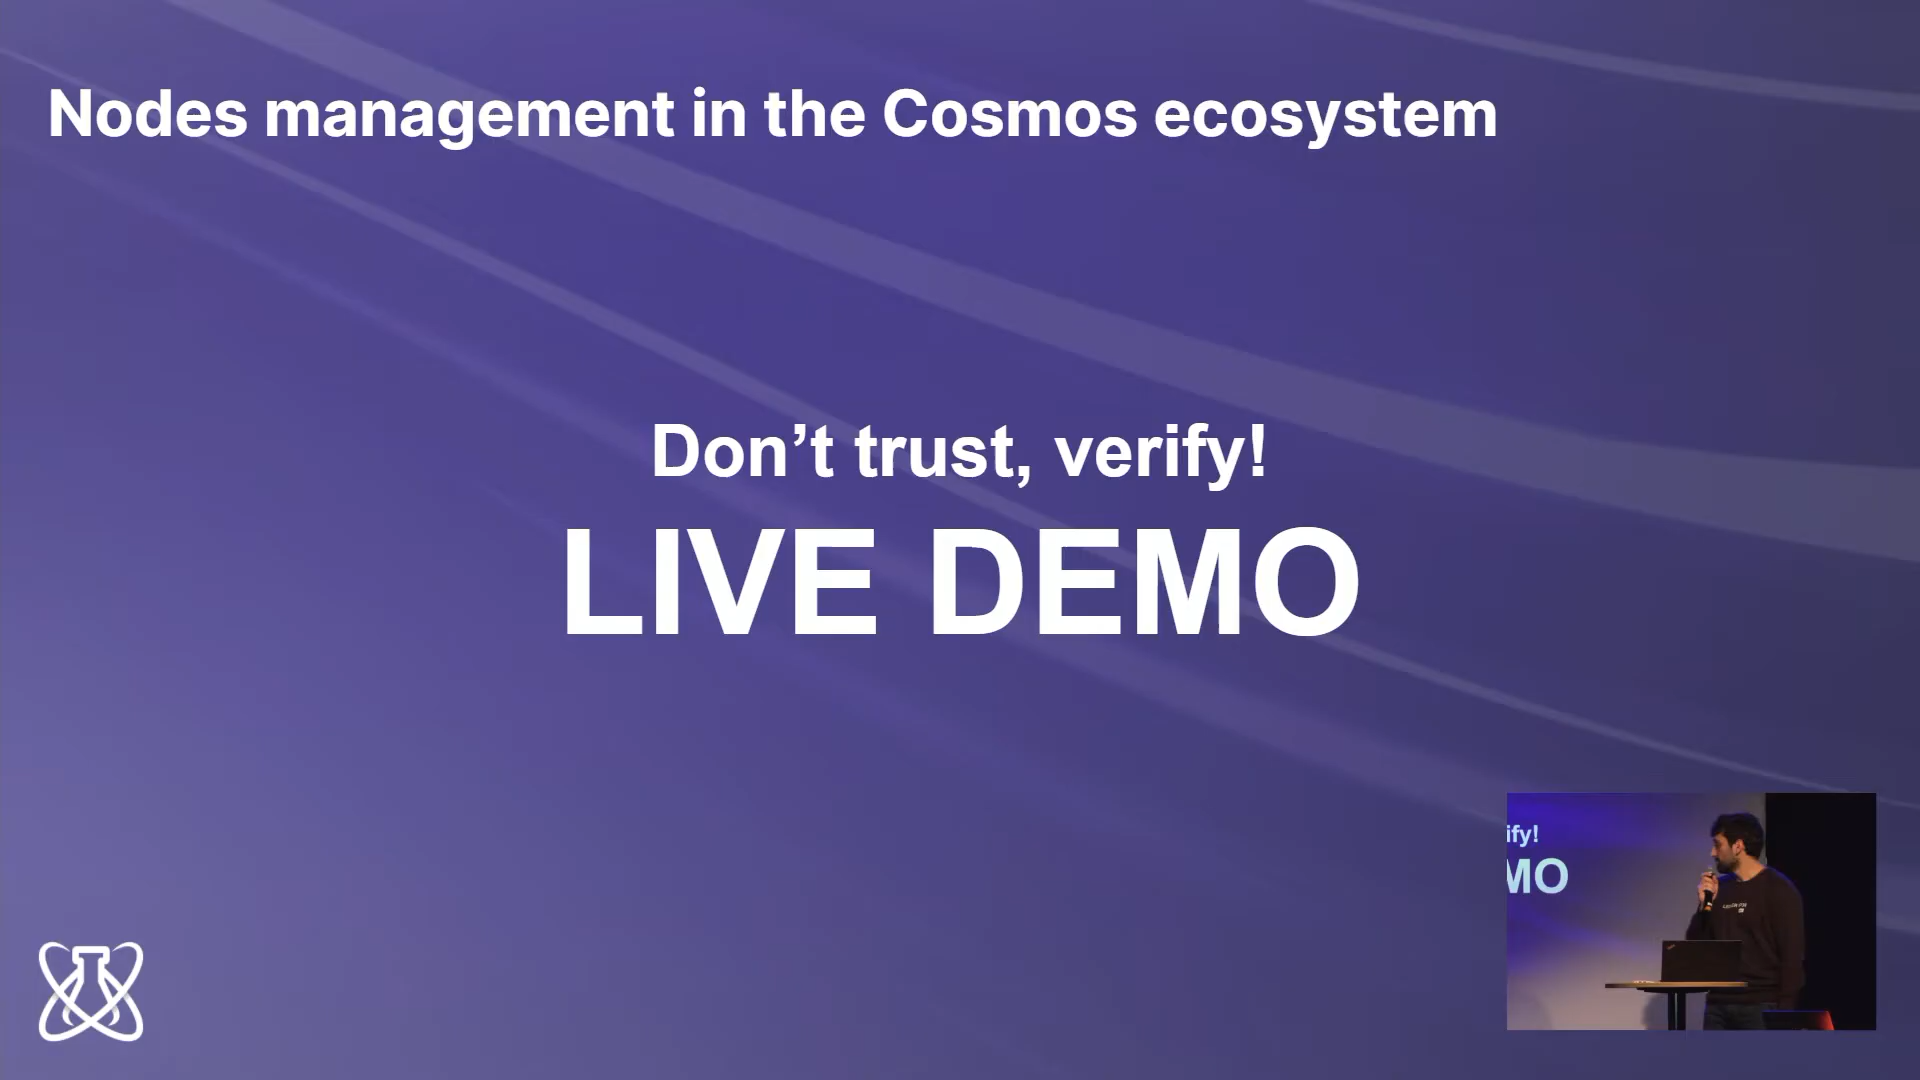 Nodes management in the Cosmos ecosystem
Don’t trust, verify!
LIVE DEMO
ify!
MO